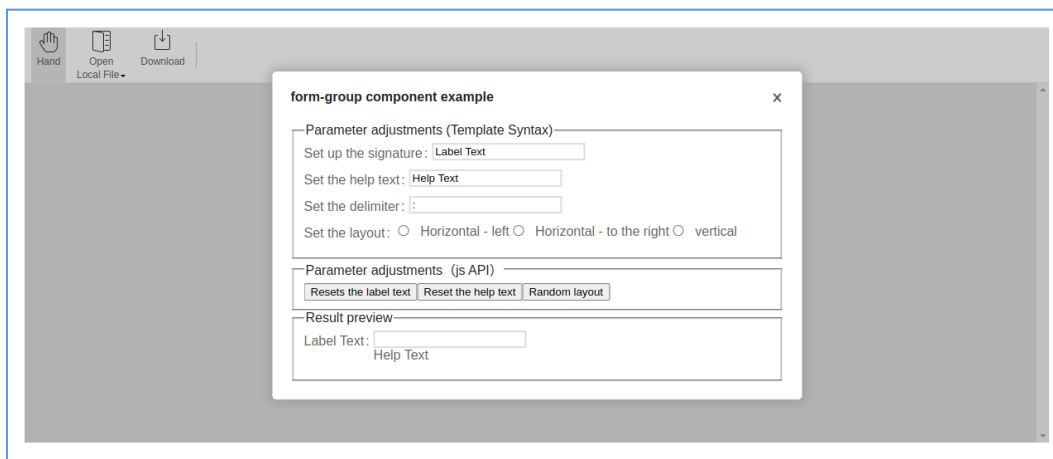 Hand
Open
Local File
Download
form-group component example
x
Parameter adjustments (Template Syntax)
Set up the signature: Label Text
Set the help text: Help Text
Set the delimiter: :
Set the layout: Horizontal - left Horizontal - to the right vertical
Parameter adjustments（js API）
Resets the label text Reset the help text Random layout
Result preview
Label Text:
Help Text